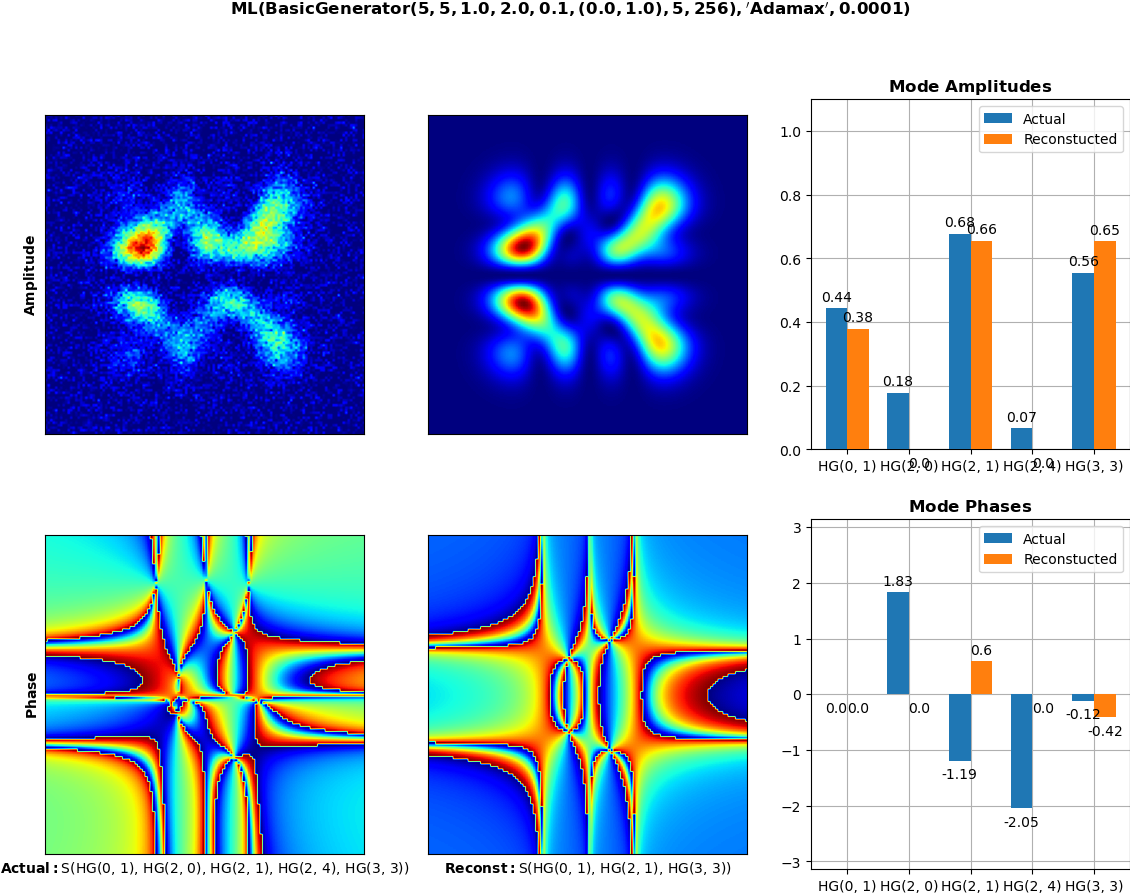 ML(BasicGenerator(5, 5, 1.0, 2.0, 0.1, (0.0, 1.0), 5, 256), ′Adamax′, 0.0001)
Amplitude
Mode Amplitudes
Actual
Reconstucted
1.0
0.8
0.6
0.4
0.2
0.0
0.44
0.38
0.18
0.0
0.68
0.66
0.07
0.0
0.56
0.65
HG(0, 1) HG(2, 0) HG(2, 1) HG(2, 4) HG(3, 3)
Phase
Actual: S(HG(0, 1), HG(2, 0), HG(2, 1), HG(2, 4), HG(3, 3))
Reconst: S(HG(0, 1), HG(2, 1), HG(3, 3))
Mode Phases
Actual
Reconstucted
3
2
1
0
−1
−2
−3
0.0
0.0
1.83
0.0
-1.19
0.6
-2.05
0.0
-0.12
-0.42
HG(0, 1) HG(2, 0) HG(2, 1) HG(2, 4) HG(3, 3)